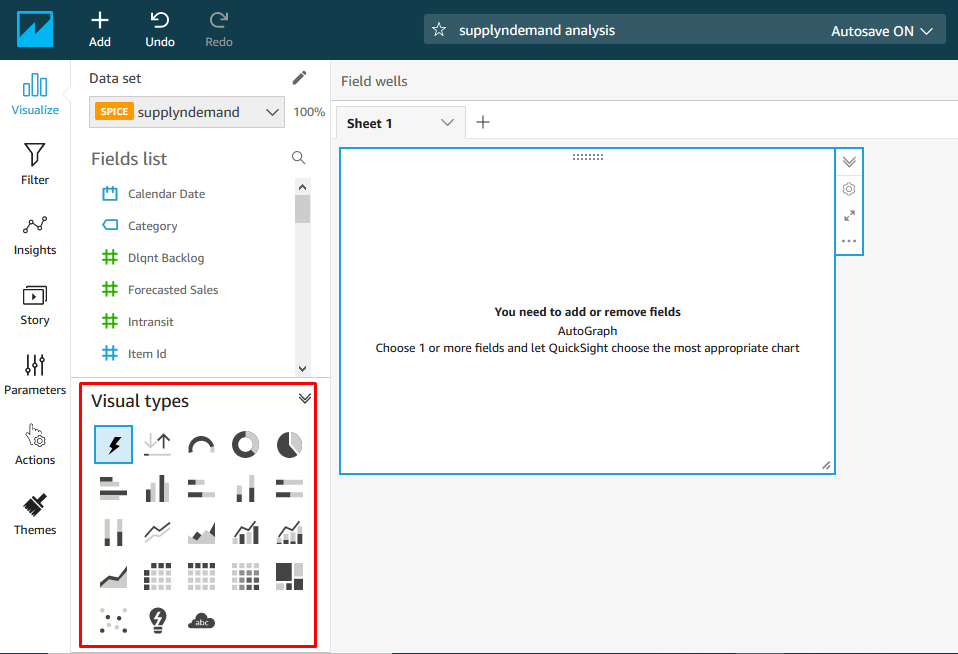 Add
Undo
Redo
supplyndemand analysis
Autosave ON
Visualize
Filter
Insights
Story
Parameters
Actions
Themes
Data set
SPICE supplyndemand
100%
Fields list
Calendar Date
Category
Dlqnt Backlog
Forecasted Sales
Intransit
Item Id
Visual types
abc
Field wells
Sheet 1
You need to add or remove fields
AutoGraph
Choose 1 or more fields and let QuickSight choose the most appropriate chart